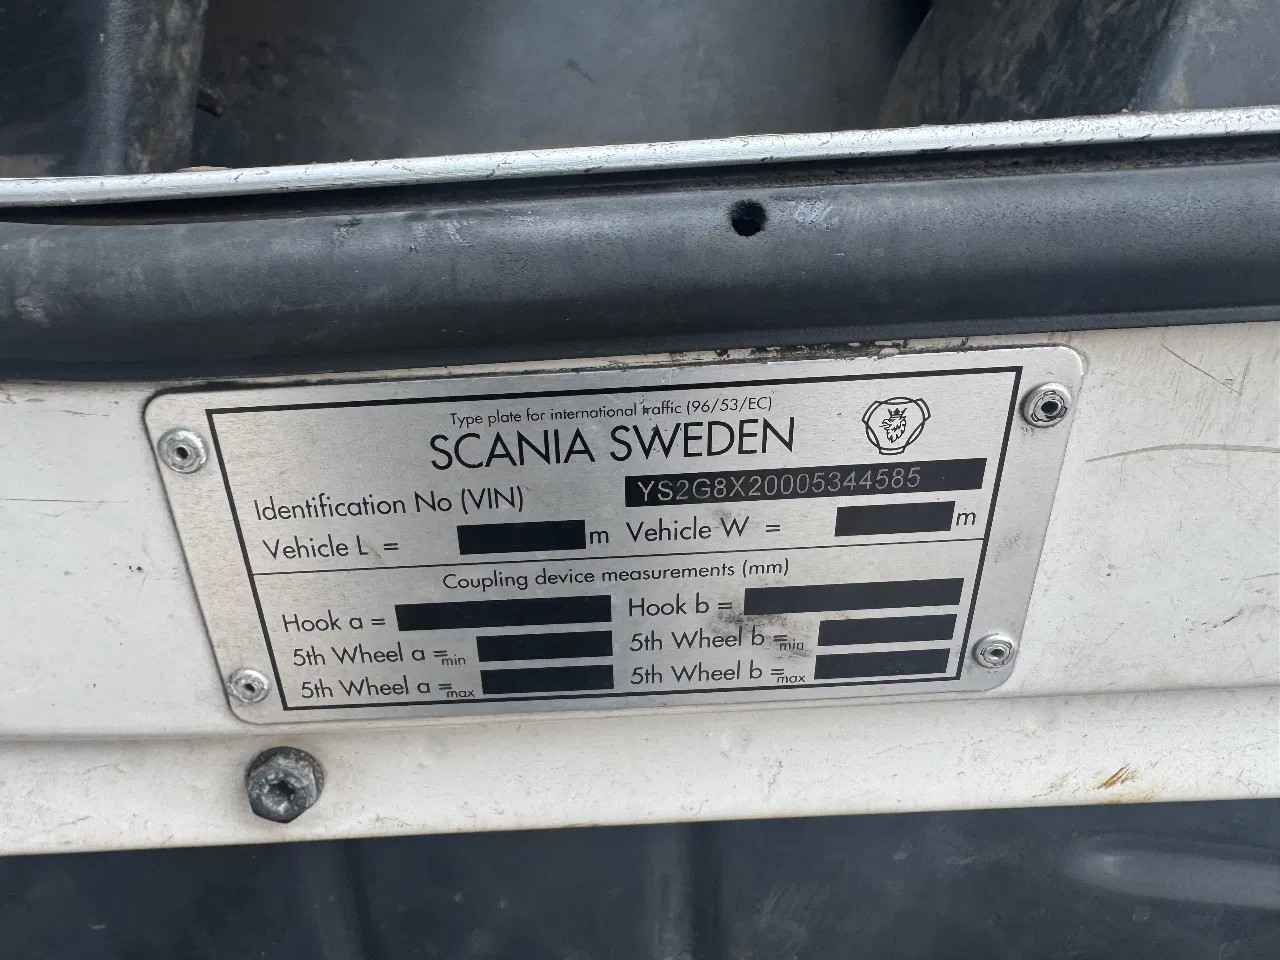 Type plate for international traffic (96/53/EC)
SCANIA SWEDEN
Identification No (VIN) YS2G8X20005344585
Vehicle L = m Vehicle W = m
Coupling device measurements (mm)
Hook a = Hook b =
5th Wheel a =min 5th Wheel b =min
5th Wheel a =max 5th Wheel b =max